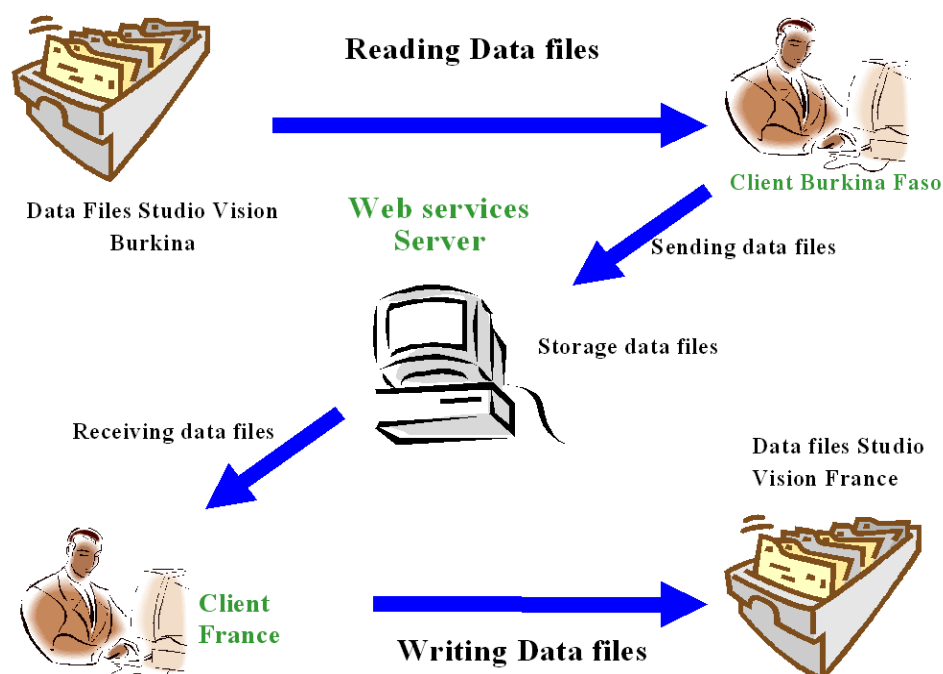 Reading Data files
Client Burkina Faso
Data Files Studio Vision
Burkina
Web services
Server
Sending data files
Storage data files
Receiving data files
Data files Studio
Vision France
Client
France
Writing Data files